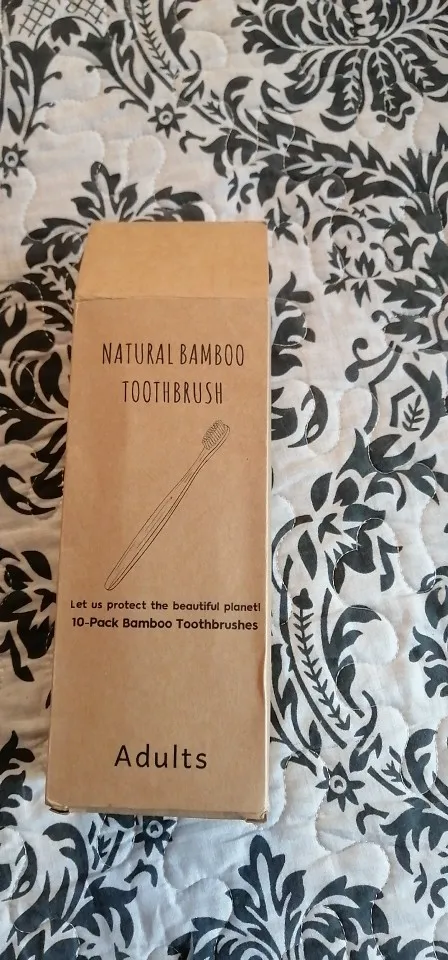 NATURAL BAMBOO
TOOTHBRUSH
Let us protect the beautiful planet!
10-Pack Bamboo Toothbrushes
Adults